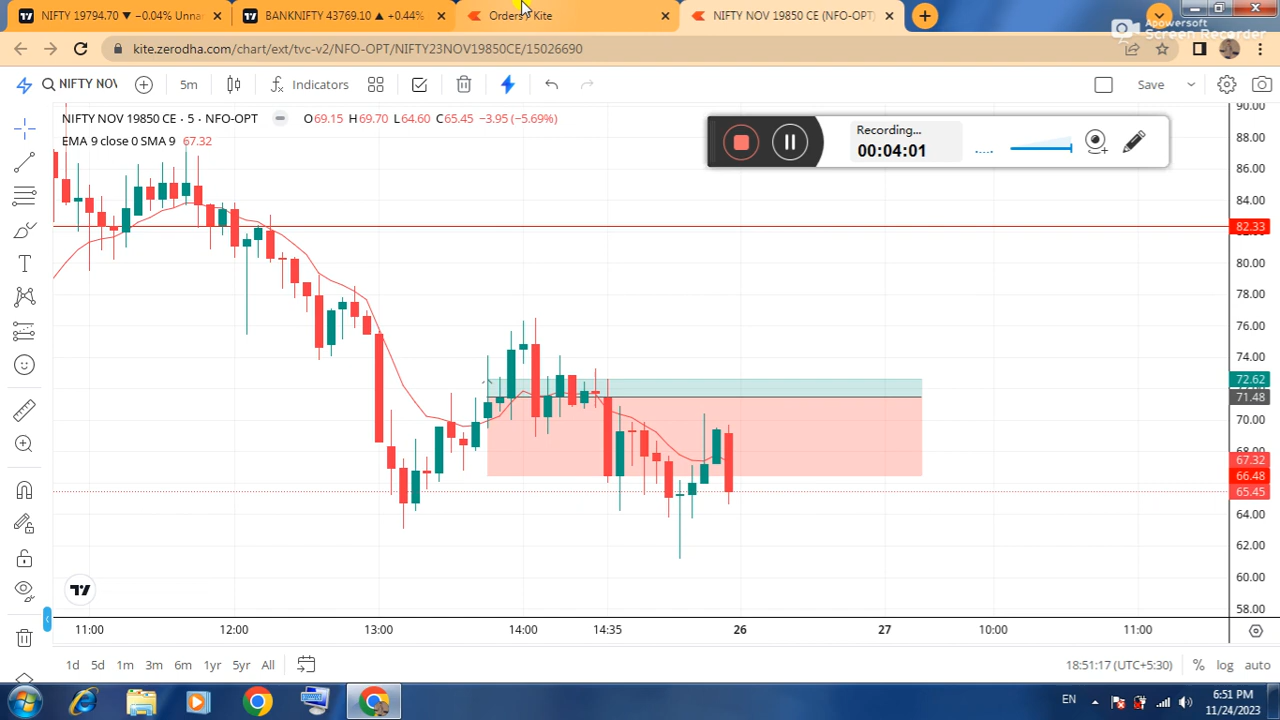 NIFTY 19794.70 ▼ −0.04% Unna
BANKNIFTY 43769.10 ▲ +0.44%
Orders / Kite
NIFTY NOV 19850 CE (NFO-OPT)
Apowersoft
Screen Recorder
kite.zerodha.com/chart/ext/tvc-v2/NFO-OPT/NIFTY23NOV19850CE/15026690
NIFTY NOV
5m
Indicators
Save
NIFTY NOV 19850 CE · 5 · NFO-OPT
O69.15 H69.70 L64.60 C65.45 −3.95 (−5.69%)
EMA 9 close 0 SMA 9 67.32
Recording...
00:04:01
90.00
88.00
86.00
84.00
82.33
80.00
78.00
76.00
74.00
72.62
71.48
70.00
68.00
67.32
66.48
65.45
64.00
62.00
60.00
58.00
11:00
12:00
13:00
14:00
14:35
26
27
10:00
11:00
1d 5d 1m 3m 6m 1yr 5yr All
18:51:17 (UTC+5:30)
% log auto
EN
6:51 PM
11/24/2023